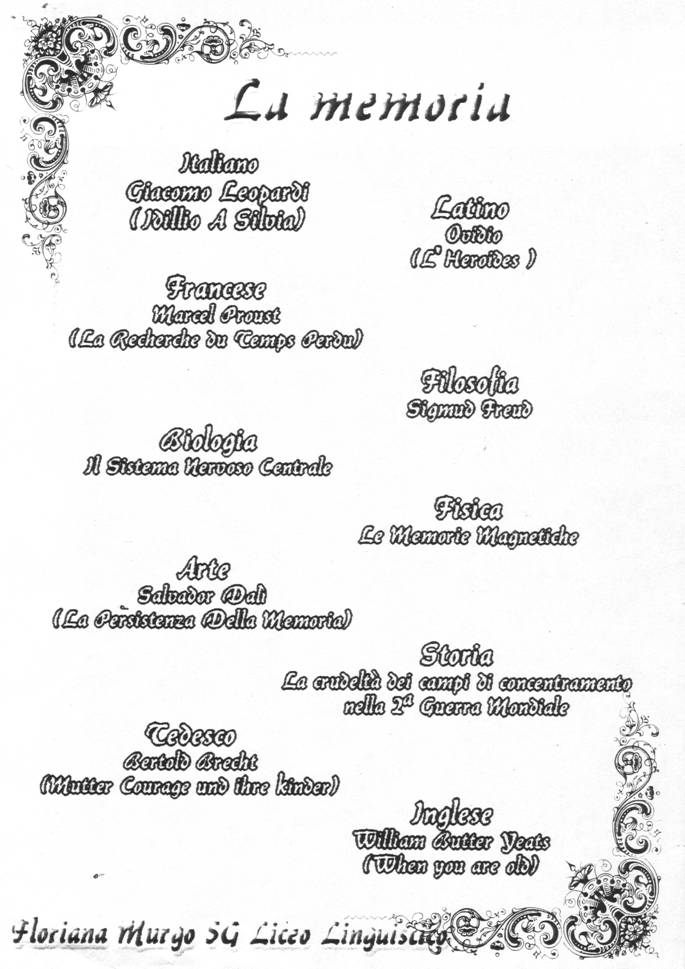 La memoria
Italiano
Giacomo Leopardi
(Idillio A Silvia)
Latino
Ovidio
(L' Heroides )
Francese
Marcel Proust
(La Recherche du Temps Perdu)
Filosofia
Sigmud Freud
Biologia
Il Sistema Nervoso Centrale
Fisica
Le Memorie Magnetiche
Arte
Salvador Dalì
(La Persistenza Della Memoria)
Storia
La crudeltà dei campi di concentramento
nella 2ª Guerra Mondiale
Tedesco
Bertold Brecht
(Mutter Courage und ihre kinder)
Inglese
William Butter Yeats
(When you are old)
Floriana Murgo 5G Liceo Linguistico